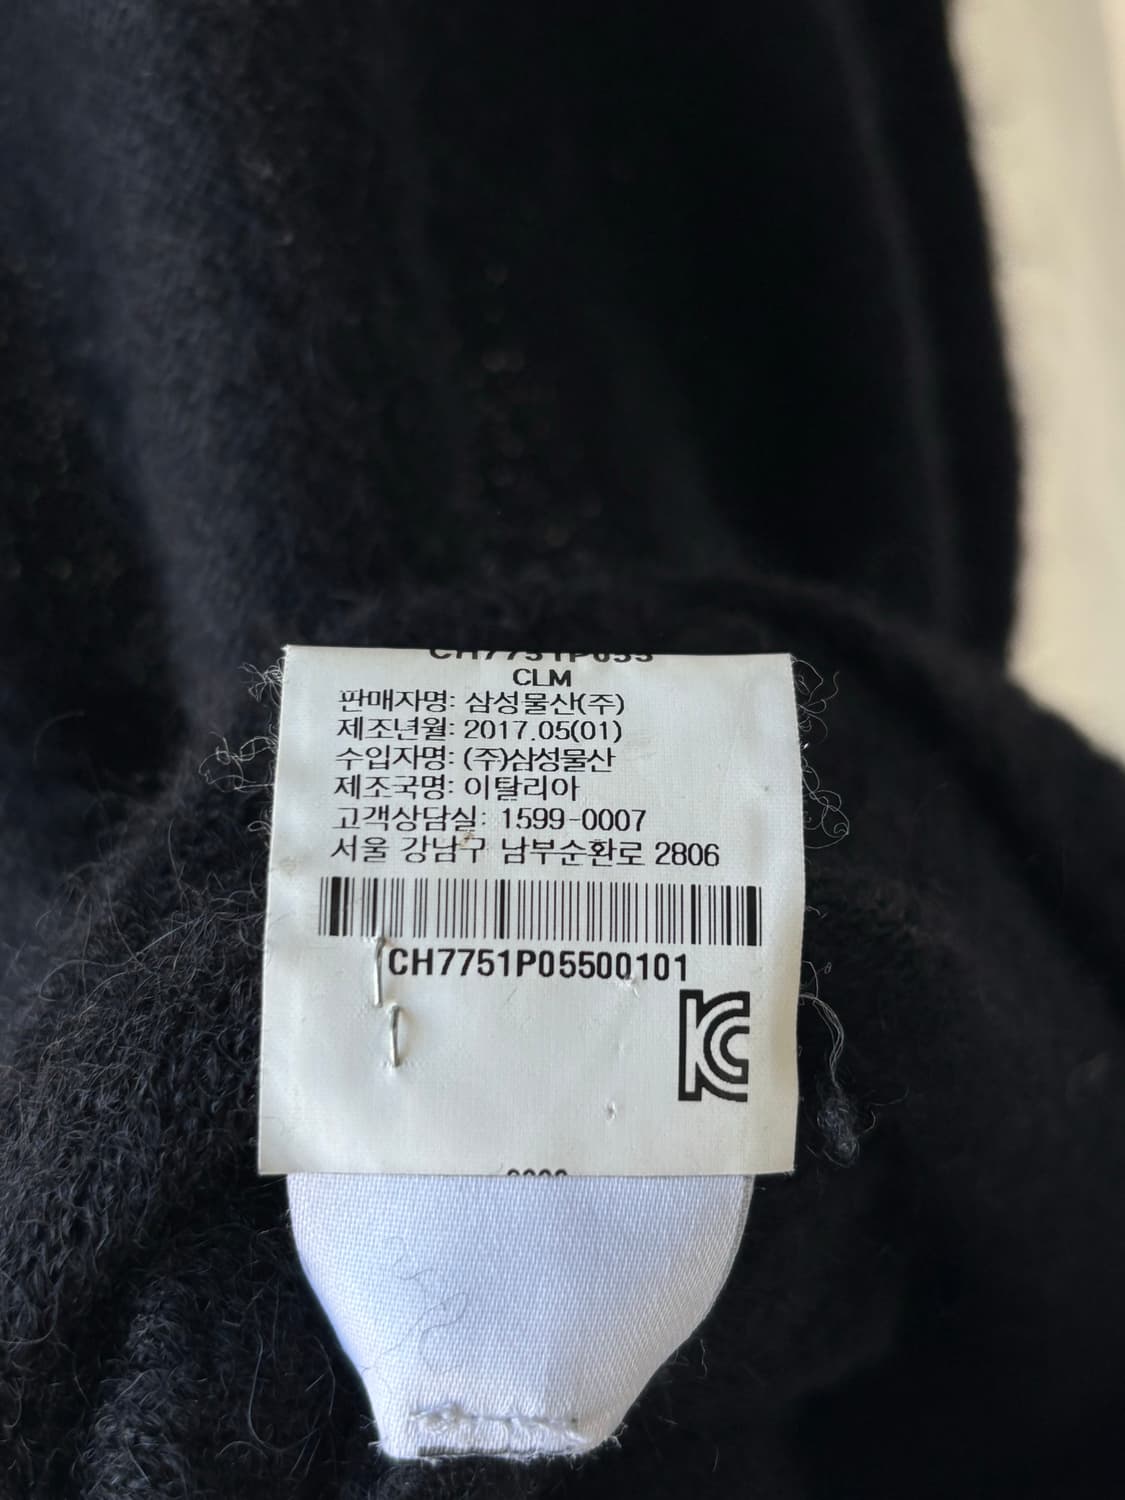 CH7751P055
CLM
판매자명: 삼성물산(주)
제조년월: 2017.05(01)
수입자명: (주)삼성물산
제조국명: 이탈리아
고객상담실: 1599-0007
서울 강남구 남부순환로 2806
CH7751P05500101
KC